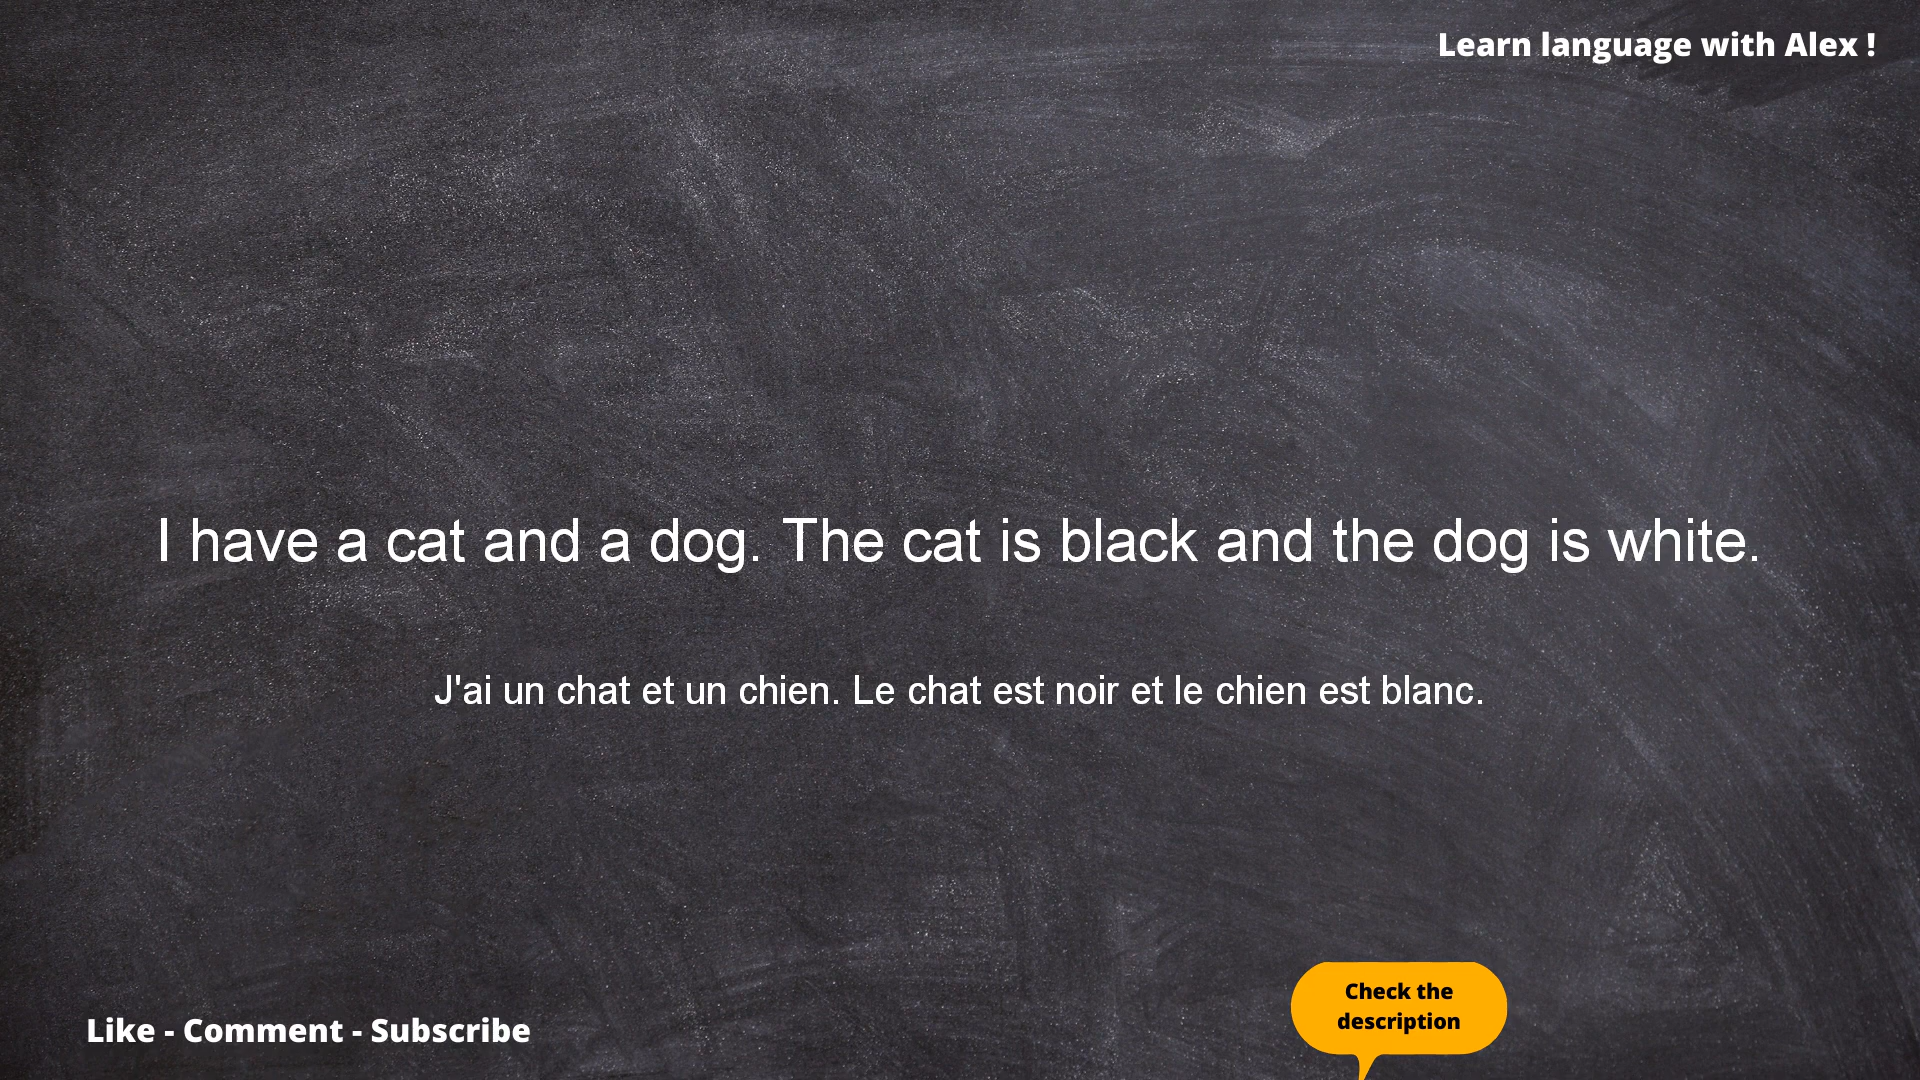 Learn language with Alex !
I have a cat and a dog. The cat is black and the dog is white.
J'ai un chat et un chien. Le chat est noir et le chien est blanc.
Check the
description
Like - Comment - Subscribe